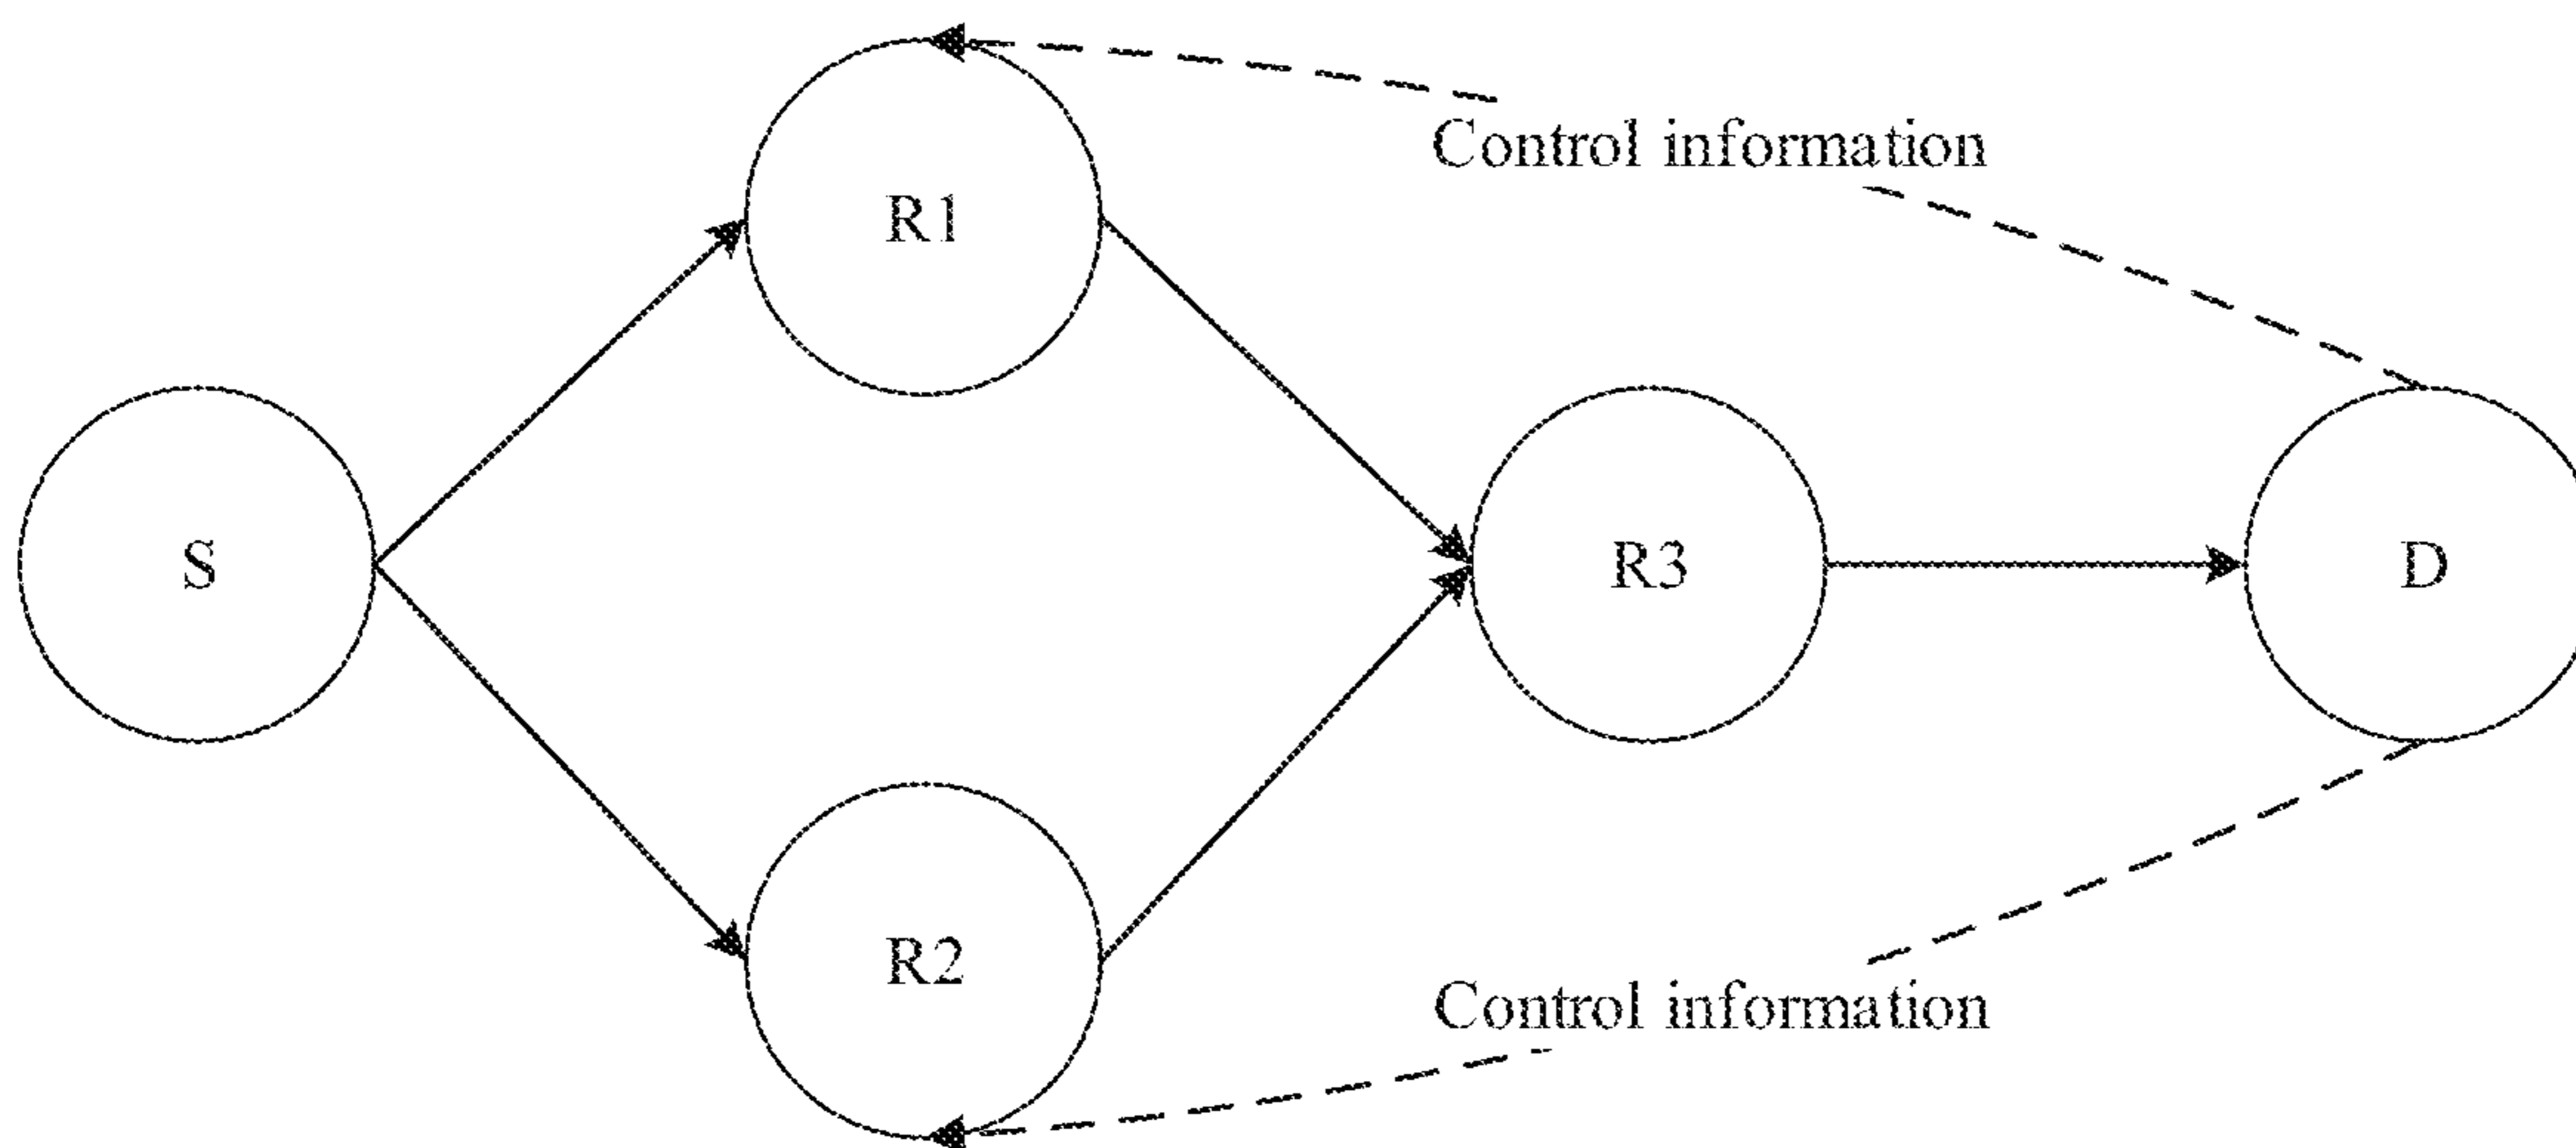 Control information
R1
S
R3
D
R2
Control information